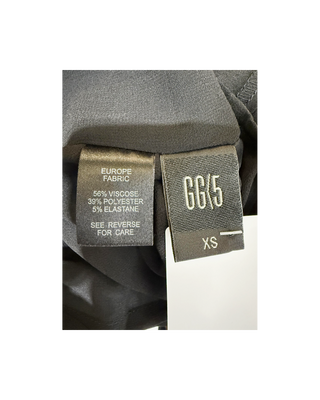 EUROPE
FABRIC
56% VISCOSE
39% POLYESTER
5% ELASTANE
SEE REVERSE
FOR CARE
GG<5
XS